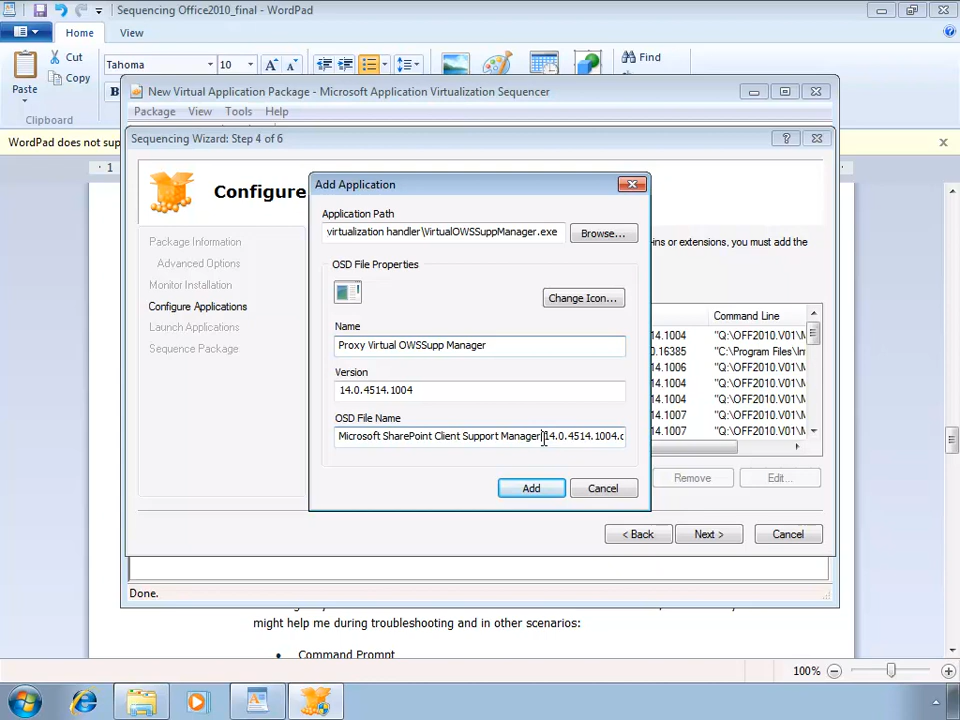 Sequencing Office2010_final - WordPad
Home
View
Cut
Copy
Paste
Clipboard
Tahoma
10
A
A
B
Find
WordPad does not sup
1
New Virtual Application Package - Microsoft Application Virtualization Sequencer
Package View Tools Help
Sequencing Wizard: Step 4 of 6
Configure
Package Information
Advanced Options
Monitor Installation
Configure Applications
Launch Applications
Sequence Package
ins or extensions, you must add the
Command Line
14.1004 "Q:\OFF2010.V01\M
0.16385 "C:\Program Files\In
14.1006 "Q:\OFF2010.V01\M
14.1004 "Q:\OFF2010.V01\M
14.1004 "Q:\OFF2010.V01\M
14.1007 "Q:\OFF2010.V01\M
14.1007 "Q:\OFF2010.V01\M
Remove
Edit...
Add Application
Application Path
virtualization handler\VirtualOWSSuppManager.exe
Browse...
OSD File Properties
Change Icon...
Name
Proxy Virtual OWSSupp Manager
Version
14.0.4514.1004
OSD File Name
Microsoft SharePoint Client Support Manager 14.0.4514.1004.c
Add
Cancel
< Back
Next >
Cancel
Done.
might help me during troubleshooting and in other scenarios:
• Command Prompt
100%